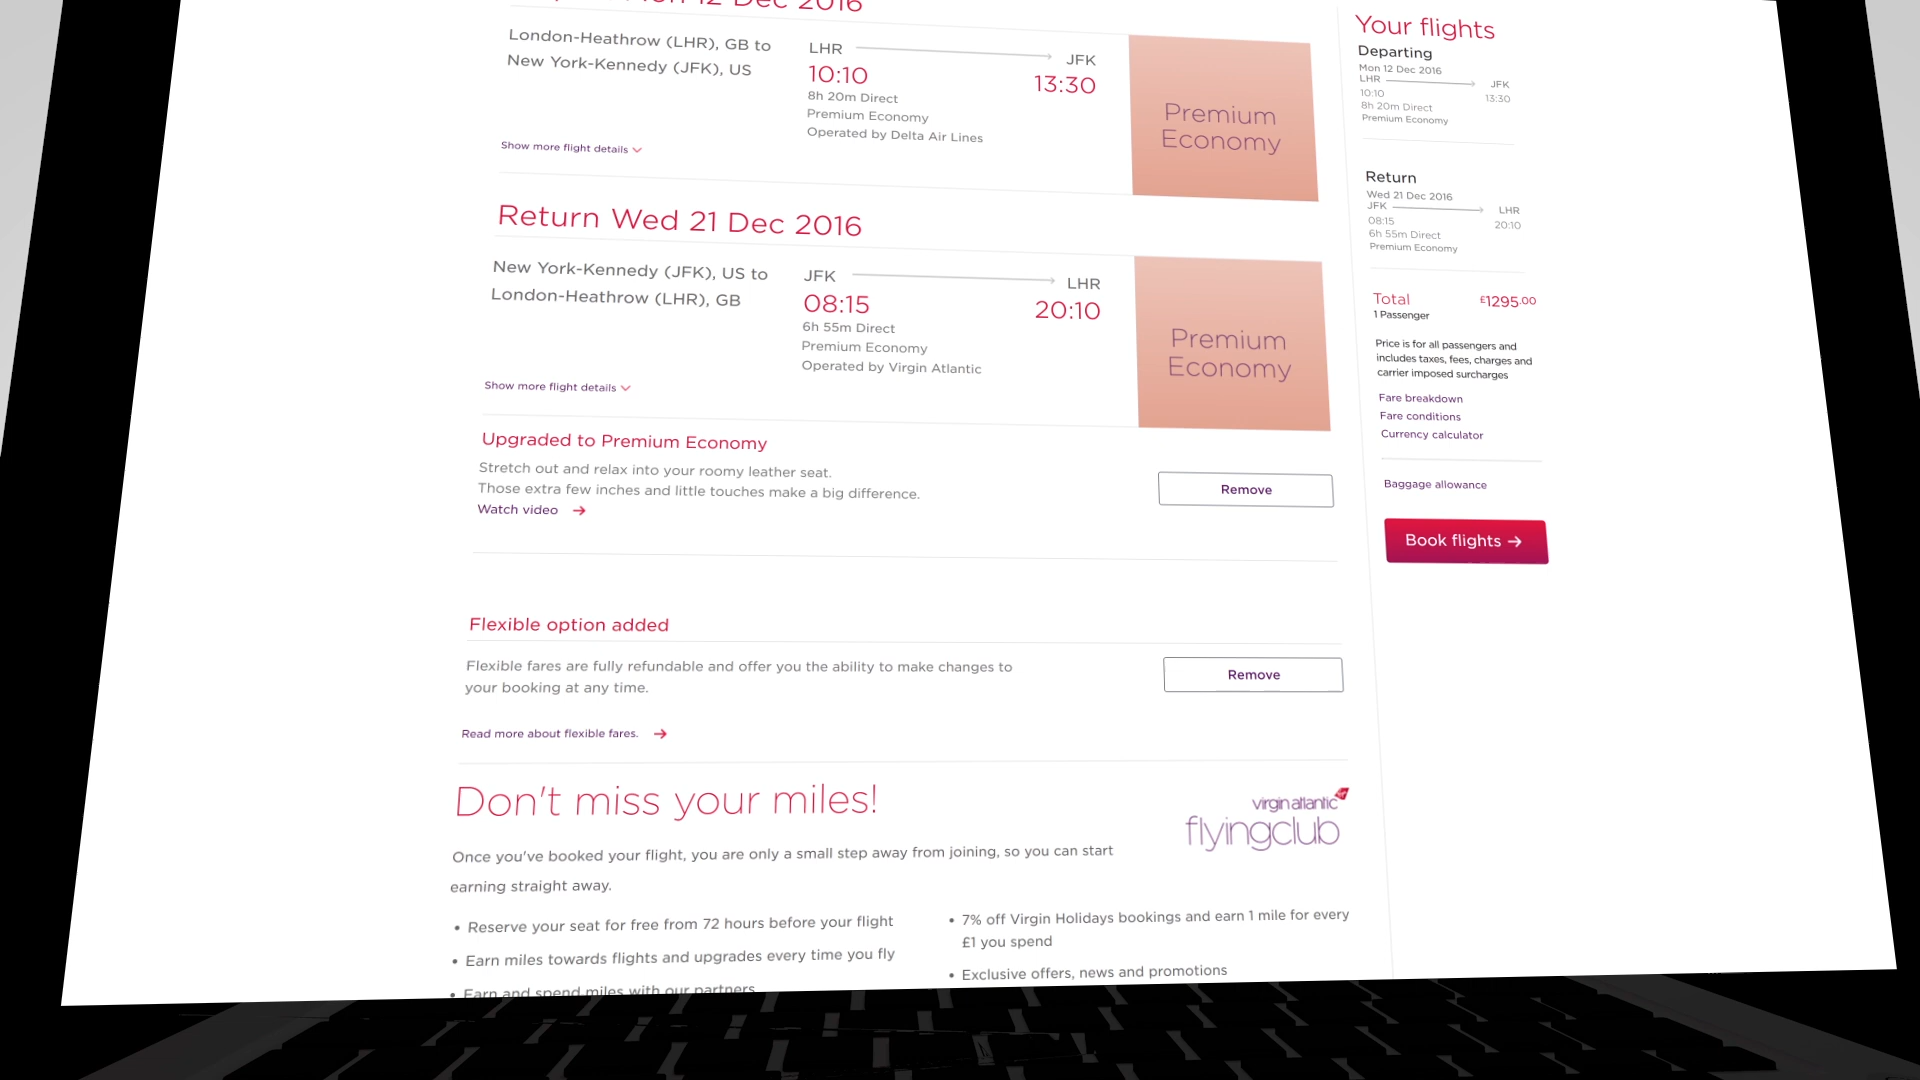 Mon 12 Dec 2016
London-Heathrow (LHR), GB to
New York-Kennedy (JFK), US
LHR JFK
10:10 13:30
8h 20m Direct
Premium Economy
Operated by Delta Air Lines
Show more flight details
Premium
Economy
Return Wed 21 Dec 2016
New York-Kennedy (JFK), US to
London-Heathrow (LHR), GB
JFK LHR
08:15 20:10
6h 55m Direct
Premium Economy
Operated by Virgin Atlantic
Show more flight details
Premium
Economy
Upgraded to Premium Economy
Stretch out and relax into your roomy leather seat.
Those extra few inches and little touches make a big difference.
Watch video
Remove
Flexible option added
Flexible fares are fully refundable and offer you the ability to make changes to
your booking at any time.
Remove
Read more about flexible fares.
Don't miss your miles!
virgin atlantic
flyingclub
Once you've booked your flight, you are only a small step away from joining, so you can start
earning straight away.
• Reserve your seat for free from 72 hours before your flight
• Earn miles towards flights and upgrades every time you fly
• Earn and spend miles with our partners
• 7% off Virgin Holidays bookings and earn 1 mile for every
£1 you spend
• Exclusive offers, news and promotions
Your flights
Departing
Mon 12 Dec 2016
LHR JFK
10:10 13:30
8h 20m Direct
Premium Economy
Return
Wed 21 Dec 2016
JFK LHR
08:15 20:10
6h 55m Direct
Premium Economy
Total £1295.00
1 Passenger
Price is for all passengers and
includes taxes, fees, charges and
carrier imposed surcharges
Fare breakdown
Fare conditions
Currency calculator
Baggage allowance
Book flights